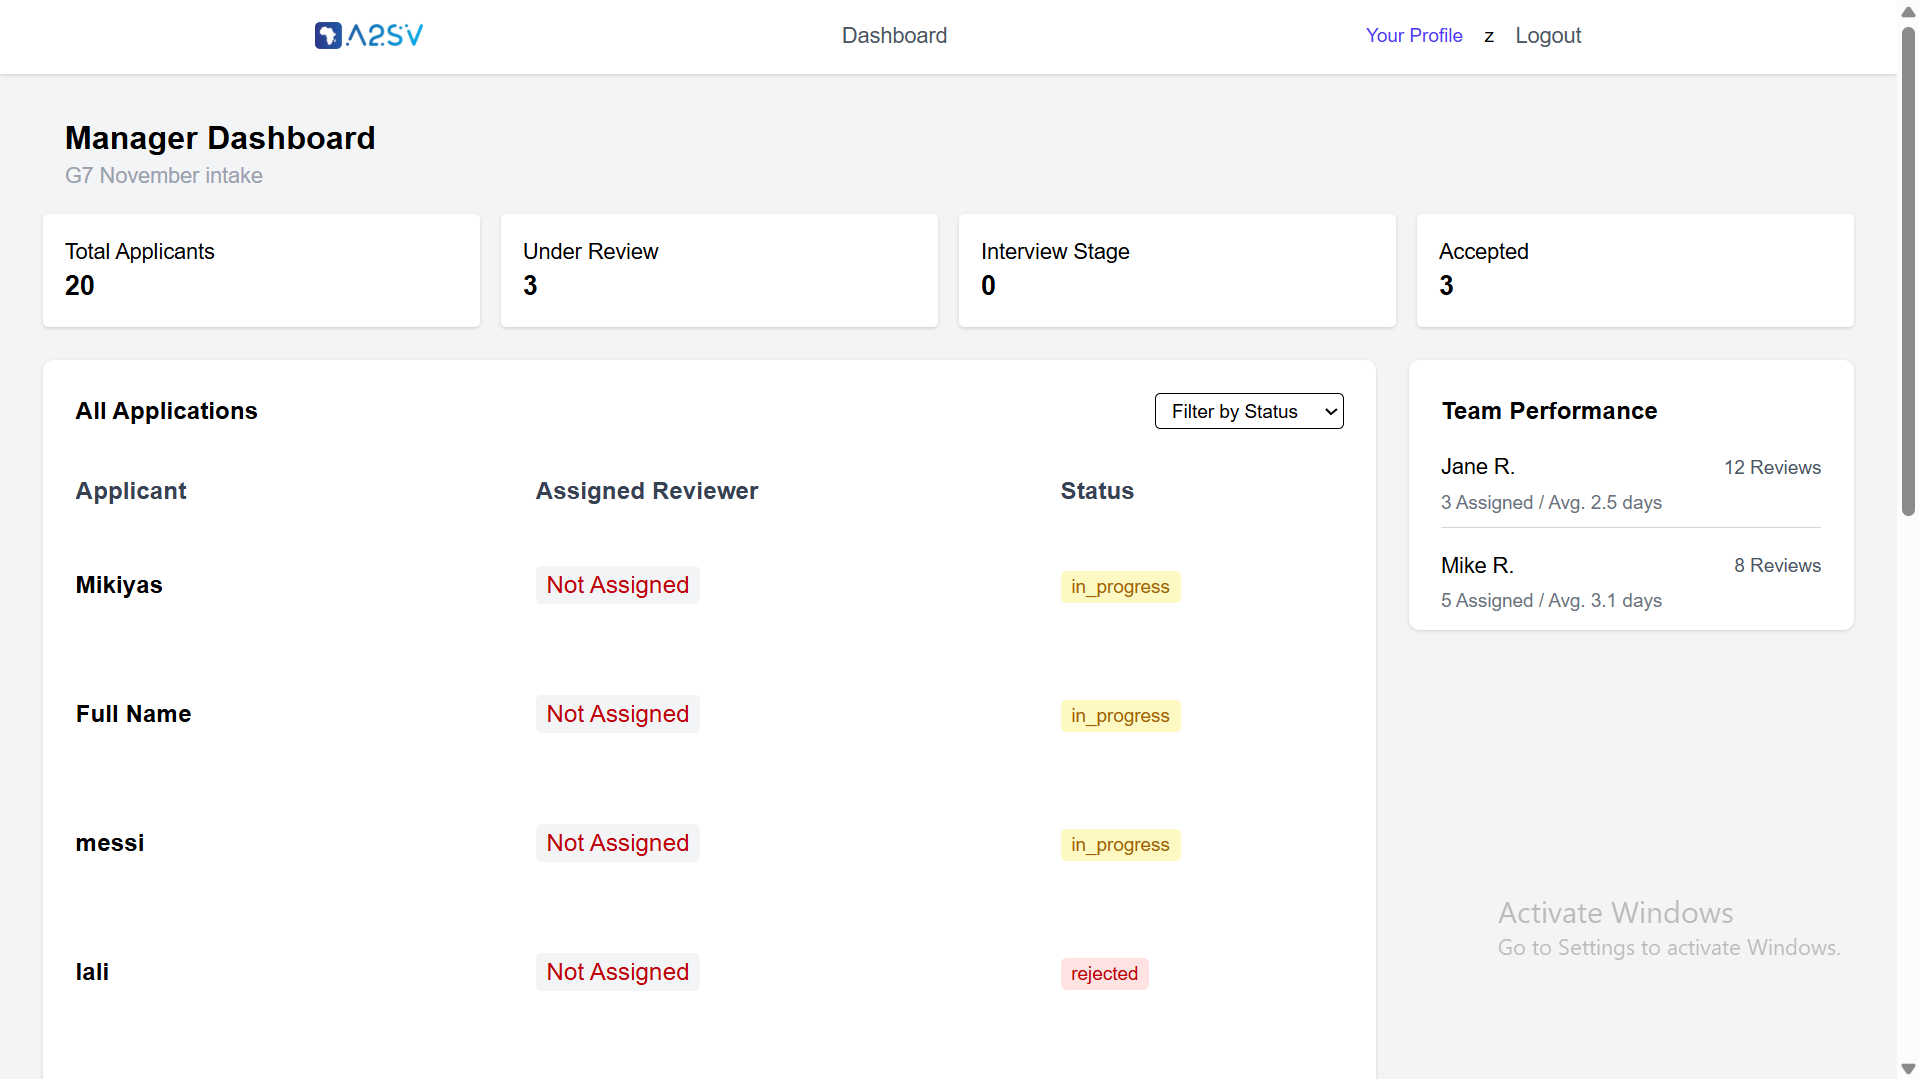 A2SV
Dashboard
Your Profile z Logout
Manager Dashboard
G7 November intake
Total Applicants
20
Under Review
3
Interview Stage
0
Accepted
3
All Applications
Filter by Status
Applicant Assigned Reviewer Status
Mikiyas Not Assigned in_progress
Full Name Not Assigned in_progress
messi Not Assigned in_progress
lali Not Assigned rejected
Team Performance
Jane R. 12 Reviews
3 Assigned / Avg. 2.5 days
Mike R. 8 Reviews
5 Assigned / Avg. 3.1 days
Activate Windows
Go to Settings to activate Windows.